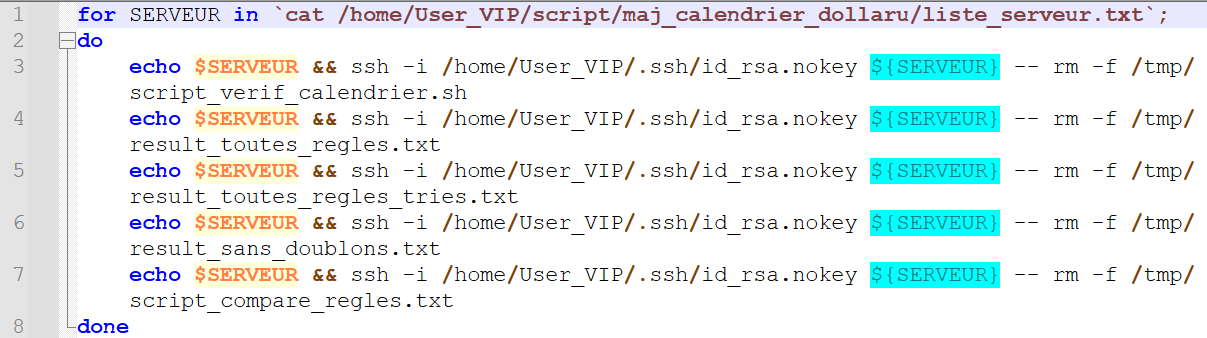 1 for SERVEUR in `cat /home/User_VIP/script/maj_calendrier_dollaru/liste_serveur.txt`;
2 do
3 echo $SERVEUR && ssh -i /home/User_VIP/.ssh/id_rsa.nokey ${SERVEUR} -- rm -f /tmp/
script_verif_calendrier.sh
4 echo $SERVEUR && ssh -i /home/User_VIP/.ssh/id_rsa.nokey ${SERVEUR} -- rm -f /tmp/
result_toutes_regles.txt
5 echo $SERVEUR && ssh -i /home/User_VIP/.ssh/id_rsa.nokey ${SERVEUR} -- rm -f /tmp/
result_toutes_regles_tries.txt
6 echo $SERVEUR && ssh -i /home/User_VIP/.ssh/id_rsa.nokey ${SERVEUR} -- rm -f /tmp/
result_sans_doublons.txt
7 echo $SERVEUR && ssh -i /home/User_VIP/.ssh/id_rsa.nokey ${SERVEUR} -- rm -f /tmp/
script_compare_regles.txt
8 done